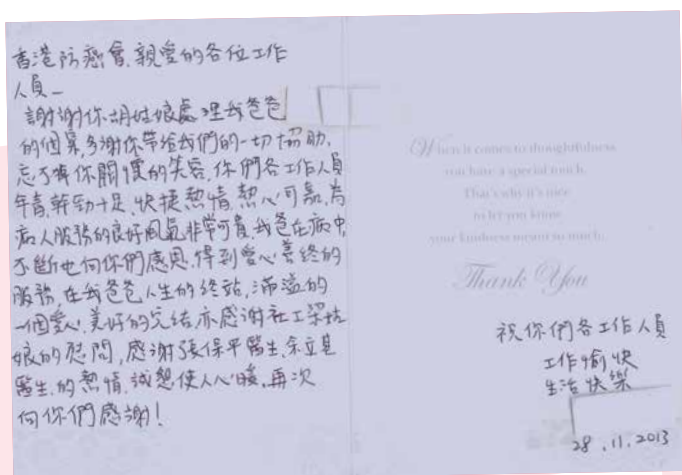 香港防癌會,親愛的各位工作
人員—
謝謝你胡姑娘處理我爸爸
的個案,多謝你帶給我們的一切協助,
忘不了你關懷的笑容,你們各工作人員
年青,幹勁十足,快捷熱情,熱心可嘉,為
病人服務的良好風氣非常可貴,我爸在病中
不斷也向你們感恩,得到愛心善終的
服務,在我爸爸人生的終站,滿溢的
一個愛心,美好的完結,亦感謝社工梁姑
娘的慰問,感謝張保平醫生,余立
醫生,的熱情,誠懇使人心暖,再次
向你們感謝!
When it comes to thoughtfulness
you have a special touch.
That's why it's nice
to let you know
your kindness meant so much.
Thank You
祝你們各工作人員
工作愉快
生活快樂
28.11.2013